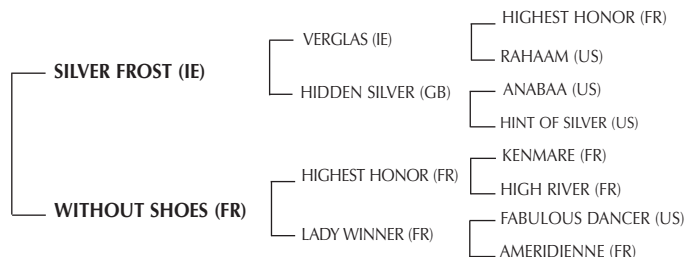 HIGHEST HONOR (FR)
VERGLAS (IE)
RAHAAM (US)
SILVER FROST (IE)
HIDDEN SILVER (GB)
ANABAA (US)
HINT OF SILVER (US)
KENMARE (FR)
HIGHEST HONOR (FR)
HIGH RIVER (FR)
WITHOUT SHOES (FR)
FABULOUS DANCER (US)
LADY WINNER (FR)
AMERIDIENNE (FR)